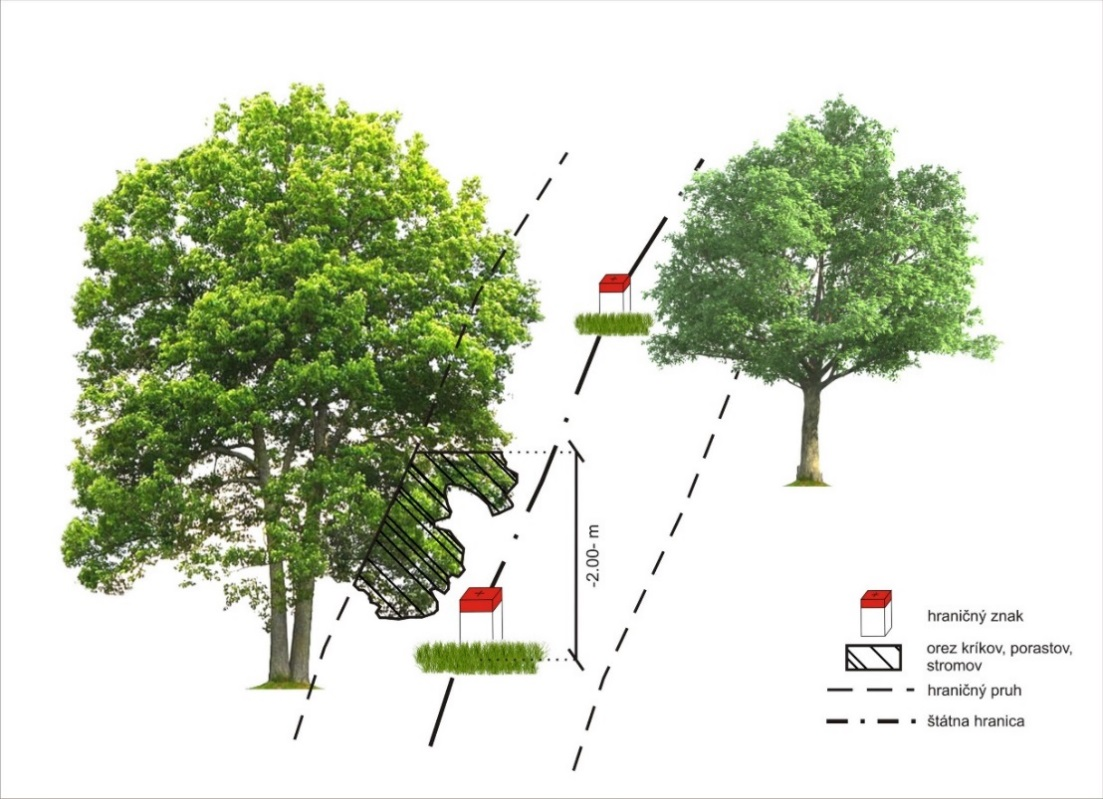 -2.00- m
hraničný znak
orez kríkov, porastov,
stromov
hraničný pruh
štátna hranica